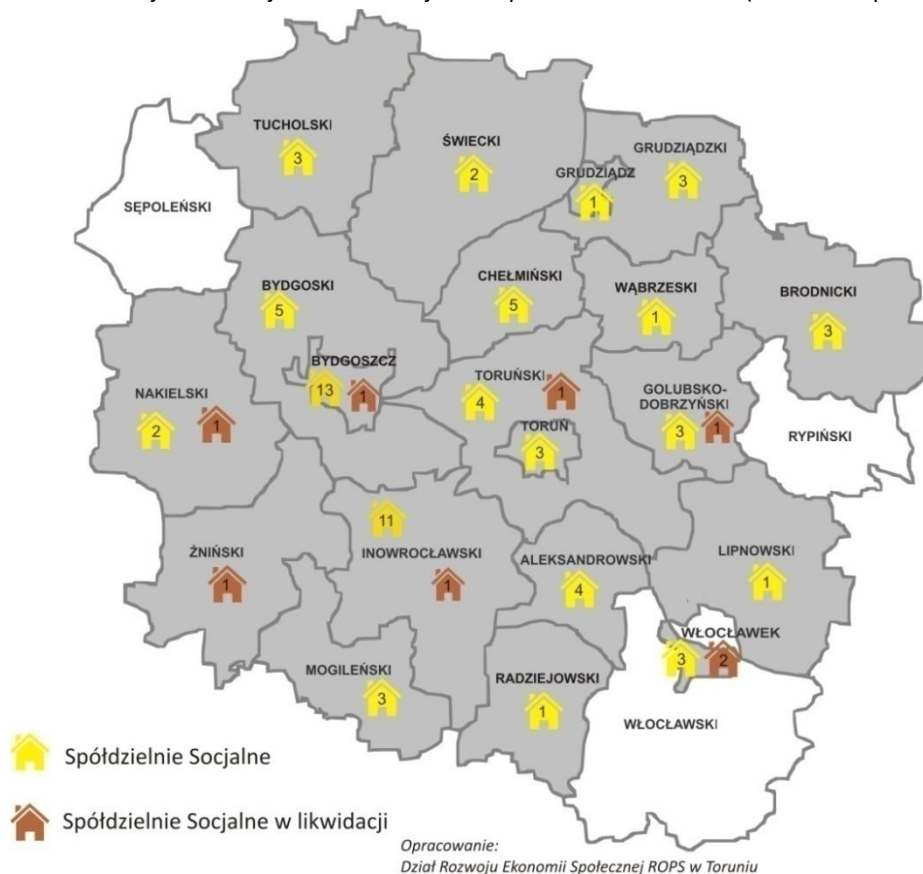 TUCHOLSKI
3
ŚWIECKI
2
GRUDZIĄDZKI
3
GRUDZIĄDZ
1
SĘPOLEŃSKI
BYDGOSKI
5
CHEŁMIŃSKI
5
WĄBRZESKI
1
BRODNICKI
3
BYDGOSZCZ
13
1
NAKIELSKI
2
1
TORUŃSKI
4
1
TORUŃ
3
GOLUBSKO-
DOBRZYŃSKI
3
1
RYPIŃSKI
ŻNIŃSKI
1
11
INOWROCŁAWSKI
1
ALEKSANDROWSKI
4
LIPNOWSKI
1
WŁOCŁAWEK
3
2
MOGILEŃSKI
3
RADZIEJOWSKI
1
WŁOCŁAWSKI
Spółdzielnie Socjalne
Spółdzielnie Socjalne w likwidacji
Opracowanie:
Dział Rozwoju Ekonomii Społecznej ROPS w Toruniu